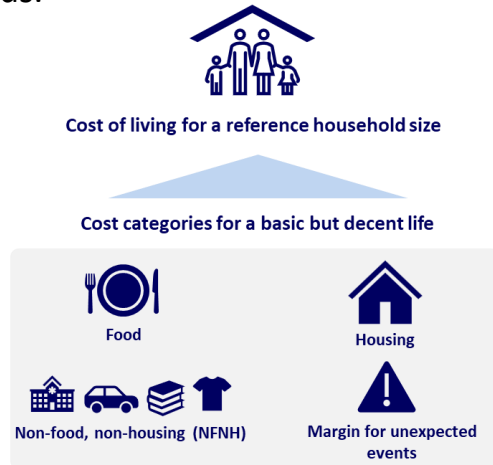 Cost of living for a reference household size
Cost categories for a basic but decent life
Food
Housing
Non-food, non-housing (NFNH)
Margin for unexpected
events